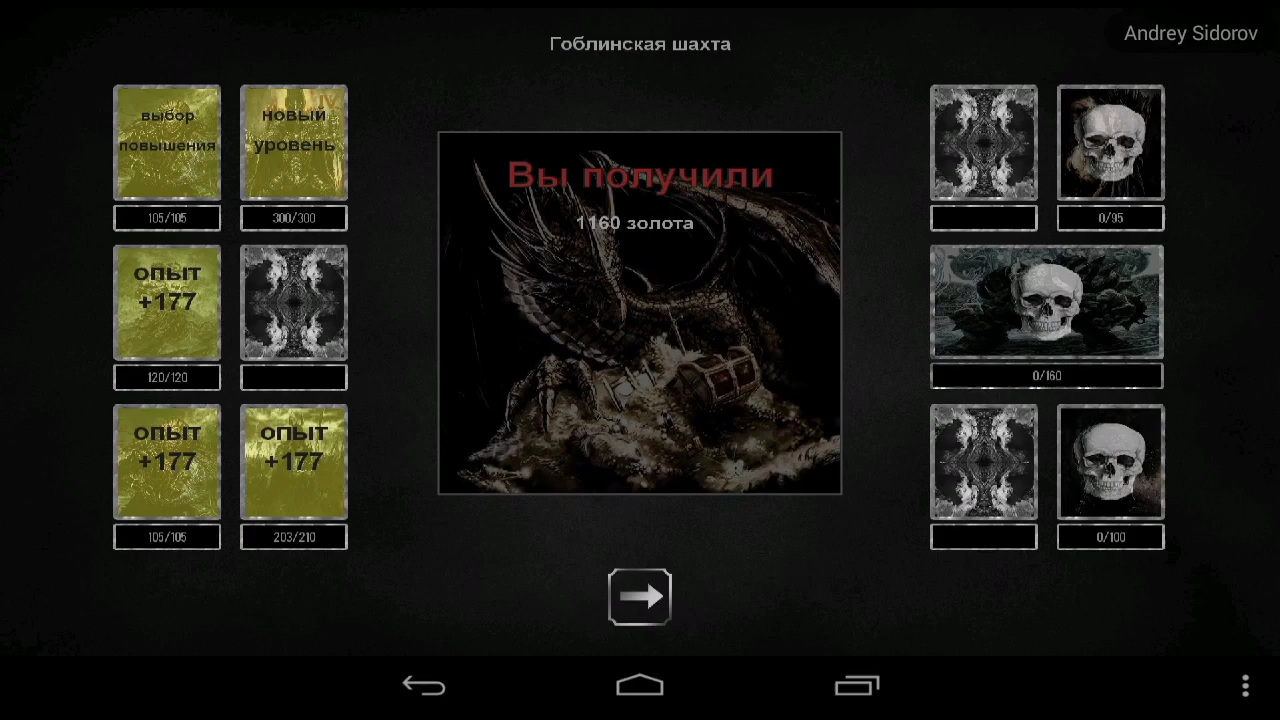 Andrey Sidorov
Гоблинская шахта
выбор
повышения
105/105
IV
новый
уровень
300/300
опыт
+177
120/120
опыт
+177
105/105
опыт
+177
203/210
Вы получили
1160 золота
0/95
0/160
0/100